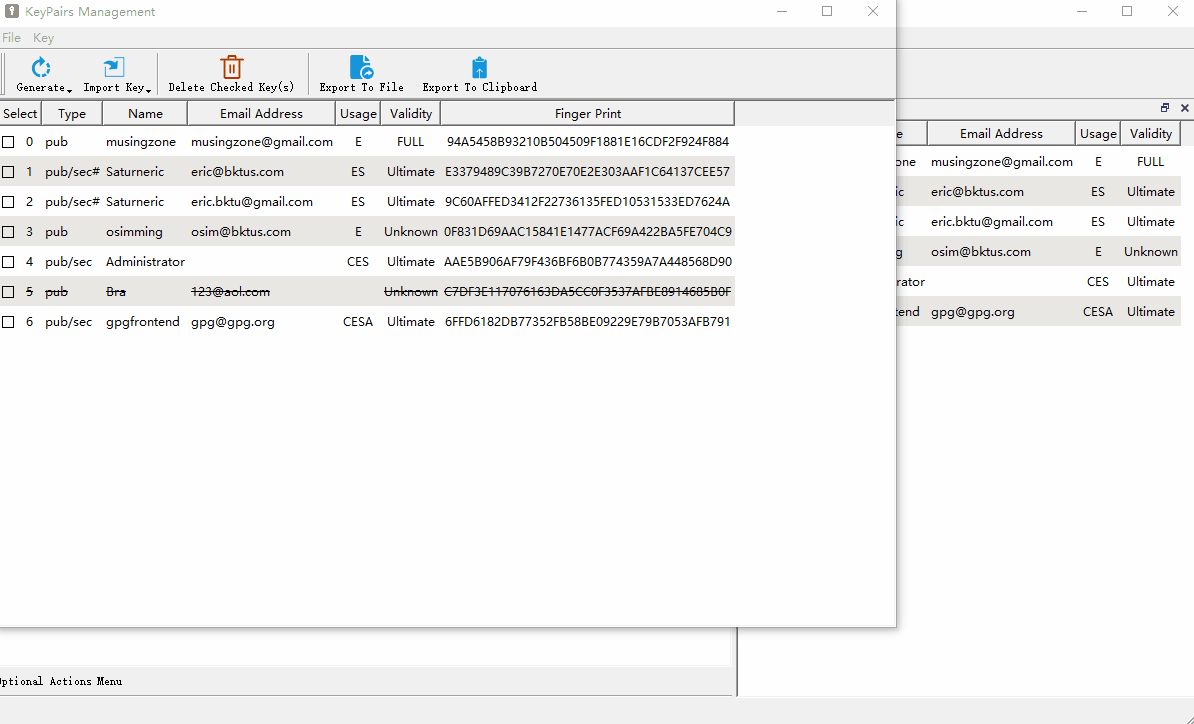 KeyPairs Management
File Key
Generate Import Key Delete Checked Key(s) Export To File Export To Clipboard
Select Type Name Email Address Usage Validity Finger Print
0 pub musingzone musingzone@gmail.com E FULL 94A5458B93210B504509F1881E16CDF2F924F884
1 pub/sec# Saturneric eric@bktus.com ES Ultimate E3379489C39B7270E70E2E303AAF1C64137CEE57
2 pub/sec# Saturneric eric.bktu@gmail.com ES Ultimate 9C60AFFED3412F22736135FED10531533ED7624A
3 pub osimming osim@bktus.com E Unknown 0F831D69AAC15841E1477ACF69A422BA5FE704C9
4 pub/sec Administrator CES Ultimate AAE5B906AF79F436BF6B0B774359A7A448568D90
5 pub Bra 123@aol.com Unknown C7DF3E117076163DA5CC0F3537AFBE8914685B0F
6 pub/sec gpgfrontend gpg@gpg.org CESA Ultimate 6FFD6182DB77352FB58BE09229E79B7053AFB791
e Email Address Usage Validity
one musingzone@gmail.com E FULL
ic eric@bktus.com ES Ultimate
ic eric.bktu@gmail.com ES Ultimate
g osim@bktus.com E Unknown
rator CES Ultimate
tend gpg@gpg.org CESA Ultimate
Optional Actions Menu